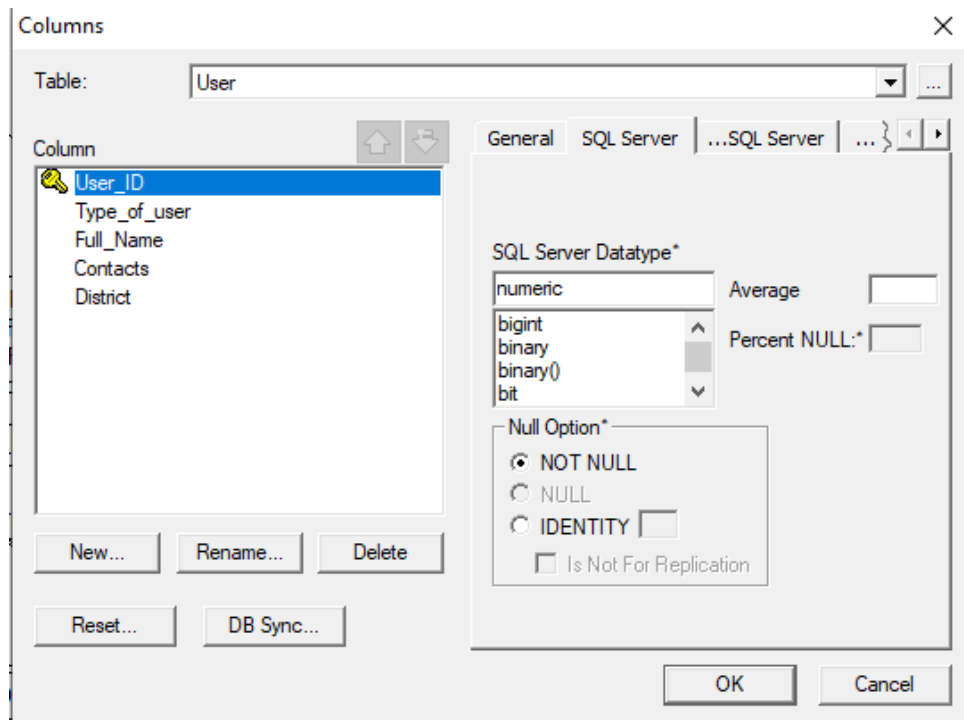 Columns
Table:
User
...
Column
User_ID
Type_of_user
Full_Name
Contacts
District
New...
Rename...
Delete
Reset...
DB Sync...
General
SQL Server
...SQL Server
...
SQL Server Datatype*
numeric
bigint
binary
binary()
bit
Average
Percent NULL:*
Null Option*
NOT NULL
NULL
IDENTITY
Is Not For Replication
OK
Cancel